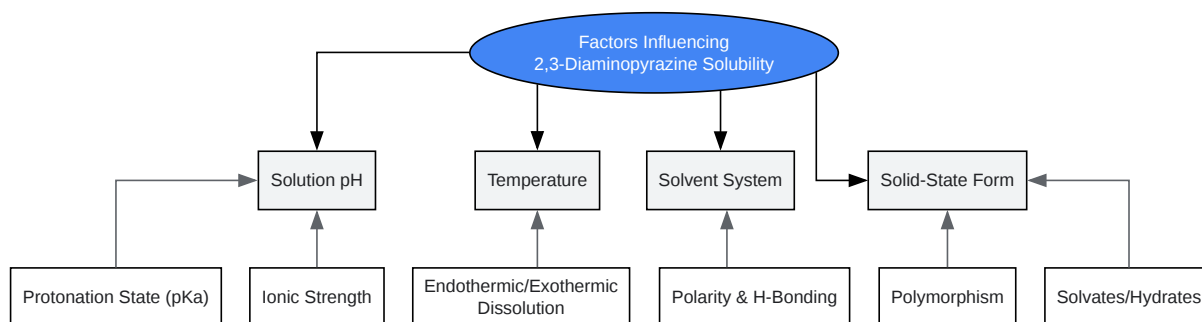 Factors Influencing
2,3-Diaminopyrazine Solubility
Solution pH
Temperature
Solvent System
Solid-State Form
Protonation State (pKa)
Ionic Strength
Endothermic/Exothermic
Dissolution
Polarity & H-Bonding
Polymorphism
Solvates/Hydrates